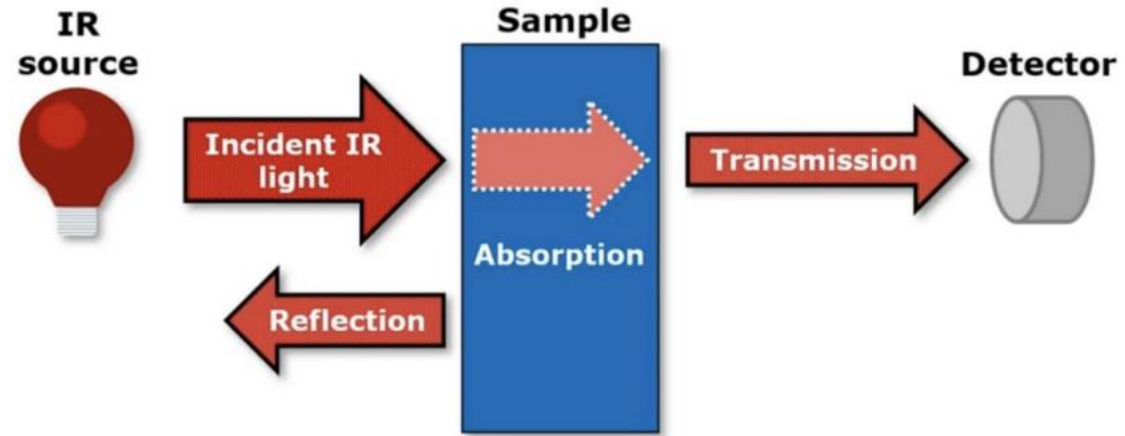 IR
source
Sample
Detector
Incident IR
light
Transmission
Absorption
Reflection